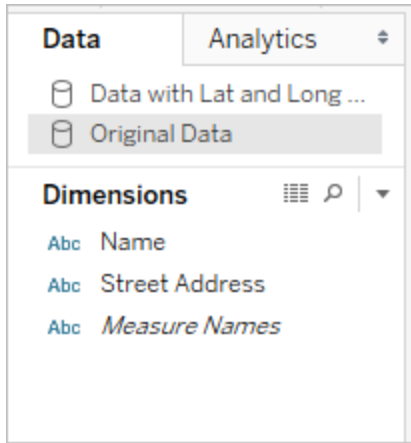 Data Analytics
Data with Lat and Long ...
Original Data
Dimensions
Abc Name
Abc Street Address
Abc Measure Names